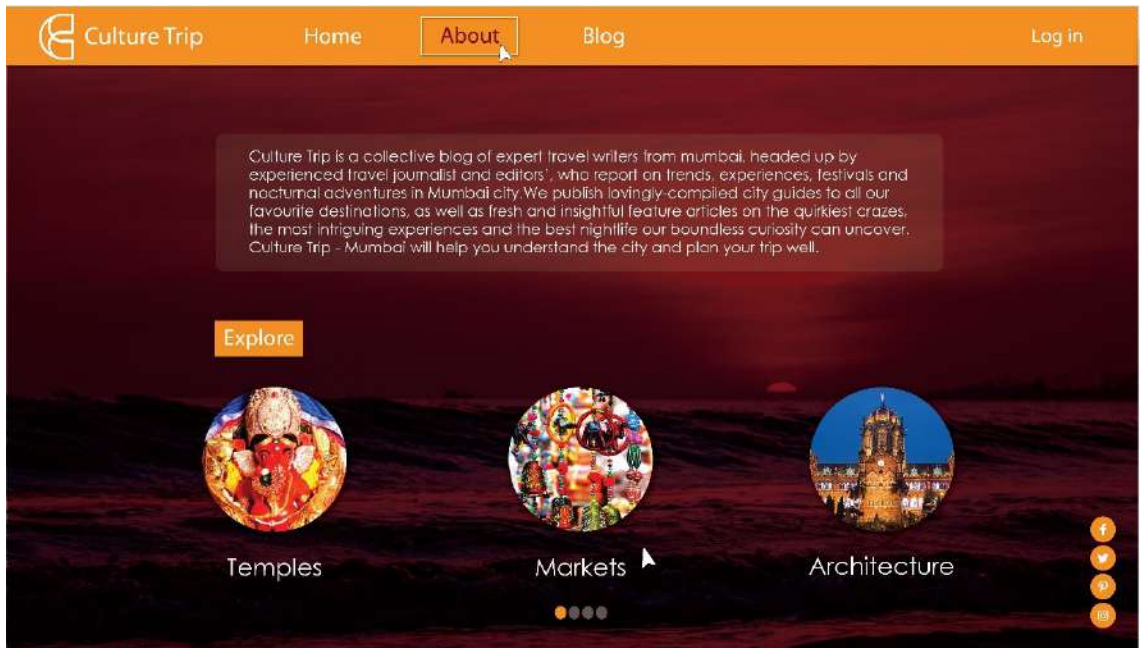 Culture Trip
Home
About
Blog
Log in
Culture Trip is a collective blog of expert travel writers from mumbai, headed up by
experienced travel journalist and editors', who report on trends, experiences, festivals and
nocturnal adventures in Mumbai city.We publish lovingly-compiled city guides to all our
favourite destinations, as well as fresh and insightful feature articles on the quirkiest crazes,
the most intriguing experiences and the best nightlife our boundless curiosity can uncover.
Culture Trip - Mumbai will help you understand the city and plan your trip well.
Explore
Temples
Markets
Architecture